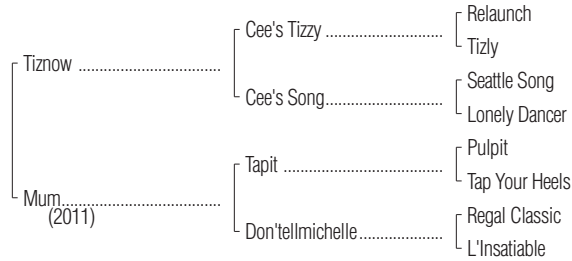 Relaunch
Cee's Tizzy ............................
Tizly
Tiznow .................................
Seattle Song
Cee's Song...........................
Lonely Dancer
Pulpit
Tapit ....................................
Tap Your Heels
Mum.....................................
(2011)
Regal Classic
Don'tellmichelle...................
L'Insatiable